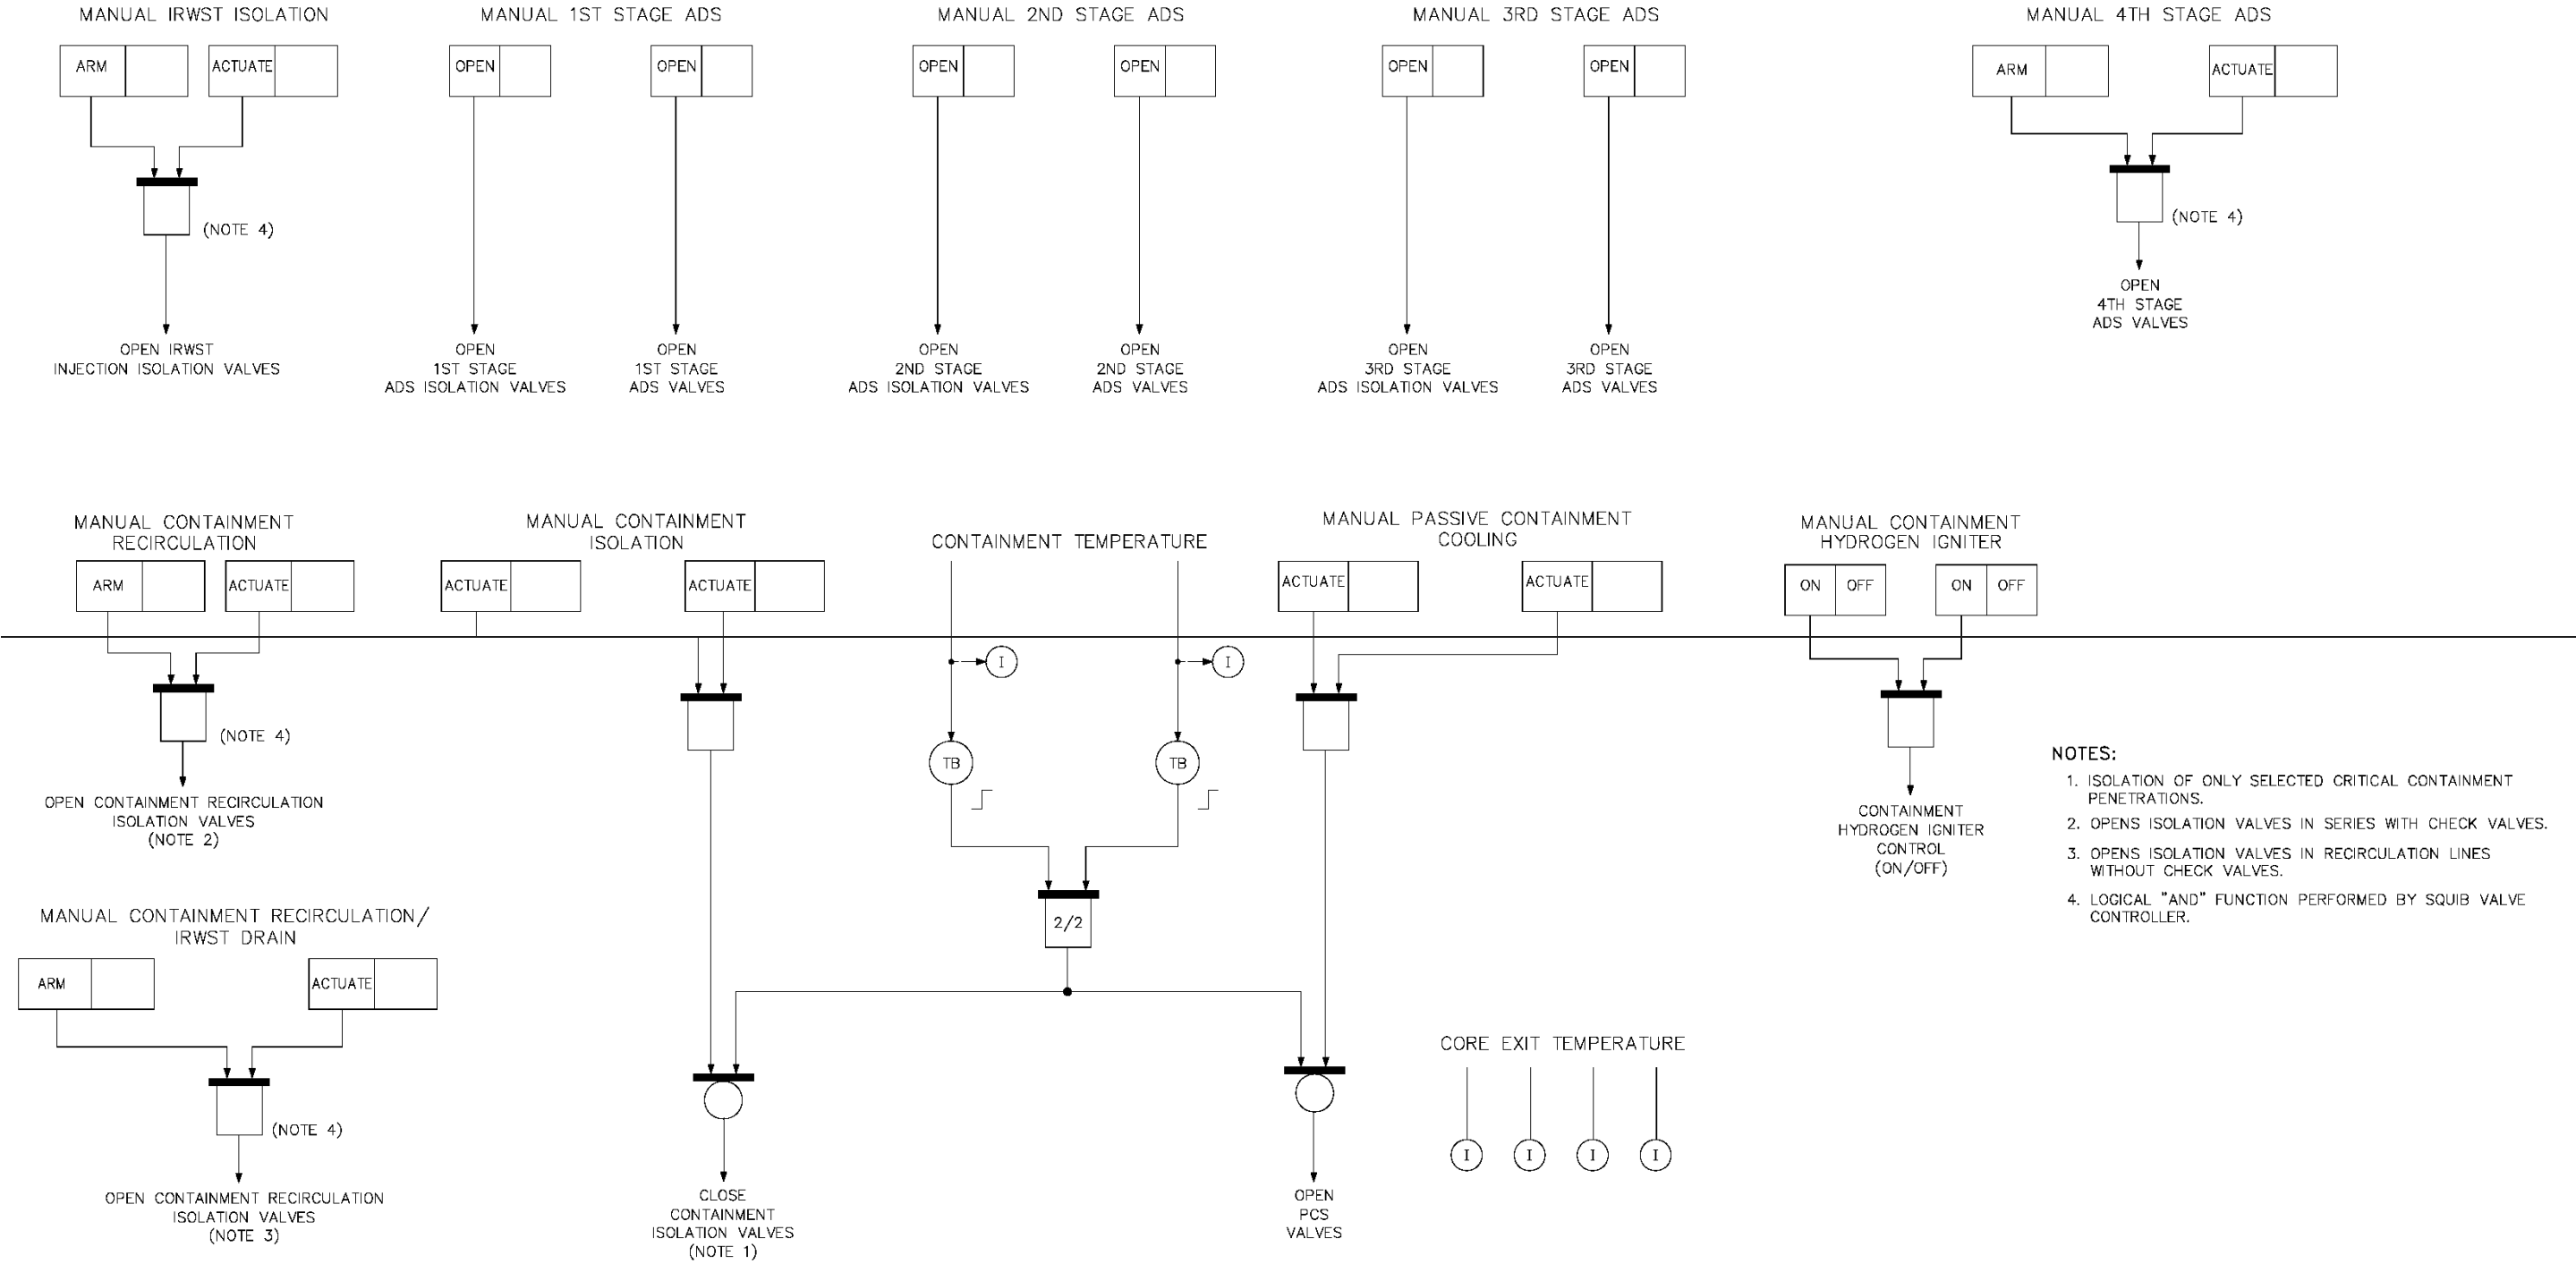 MANUAL IRWST ISOLATION
MANUAL 1ST STAGE ADS
MANUAL 2ND STAGE ADS
MANUAL 3RD STAGE ADS
MANUAL 4TH STAGE ADS
ARM
ACTUATE
OPEN
OPEN
OPEN
OPEN
OPEN
OPEN
ARM
ACTUATE
(NOTE 4)
(NOTE 4)
OPEN IRWST
INJECTION ISOLATION VALVES
OPEN
1ST STAGE
ADS ISOLATION VALVES
OPEN
1ST STAGE
ADS VALVES
OPEN
2ND STAGE
ADS ISOLATION VALVES
OPEN
2ND STAGE
ADS VALVES
OPEN
3RD STAGE
ADS ISOLATION VALVES
OPEN
3RD STAGE
ADS VALVES
OPEN
4TH STAGE
ADS VALVES
MANUAL CONTAINMENT
RECIRCULATION
ARM
ACTUATE
(NOTE 4)
OPEN CONTAINMENT RECIRCULATION
ISOLATION VALVES
(NOTE 2)
MANUAL CONTAINMENT
ISOLATION
ACTUATE
ACTUATE
CONTAINMENT TEMPERATURE
I
I
TB
TB
2/2
MANUAL PASSIVE CONTAINMENT
COOLING
ACTUATE
ACTUATE
MANUAL CONTAINMENT
HYDROGEN IGNITER
ON
OFF
ON
OFF
CONTAINMENT
HYDROGEN IGNITER
CONTROL
(ON/OFF)
NOTES:
1. ISOLATION OF ONLY SELECTED CRITICAL CONTAINMENT
PENETRATIONS.
2. OPENS ISOLATION VALVES IN SERIES WITH CHECK VALVES.
3. OPENS ISOLATION VALVES IN RECIRCULATION LINES
WITHOUT CHECK VALVES.
4. LOGICAL "AND" FUNCTION PERFORMED BY SQUIB VALVE
CONTROLLER.
MANUAL CONTAINMENT RECIRCULATION/
IRWST DRAIN
ARM
ACTUATE
(NOTE 4)
OPEN CONTAINMENT RECIRCULATION
ISOLATION VALVES
(NOTE 3)
CLOSE
CONTAINMENT
ISOLATION VALVES
(NOTE 1)
OPEN
PCS
VALVES
CORE EXIT TEMPERATURE
I
I
I
I